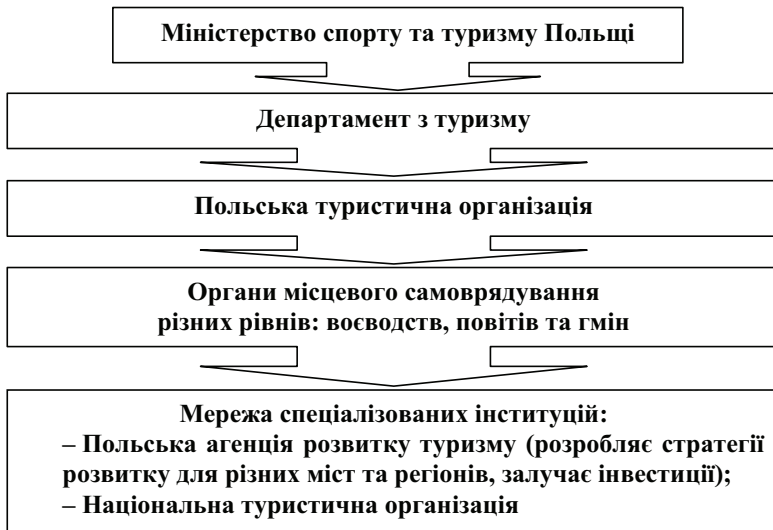 Міністерство спорту та туризму Польщі
Департамент з туризму
Польська туристична організація
Органи місцевого самоврядування
різних рівнів: воєводств, повітів та гмін
Мережа спеціалізованих інституцій:
– Польська агенція розвитку туризму (розробляє стратегії
розвитку для різних міст та регіонів, залучає інвестиції);
– Національна туристична організація